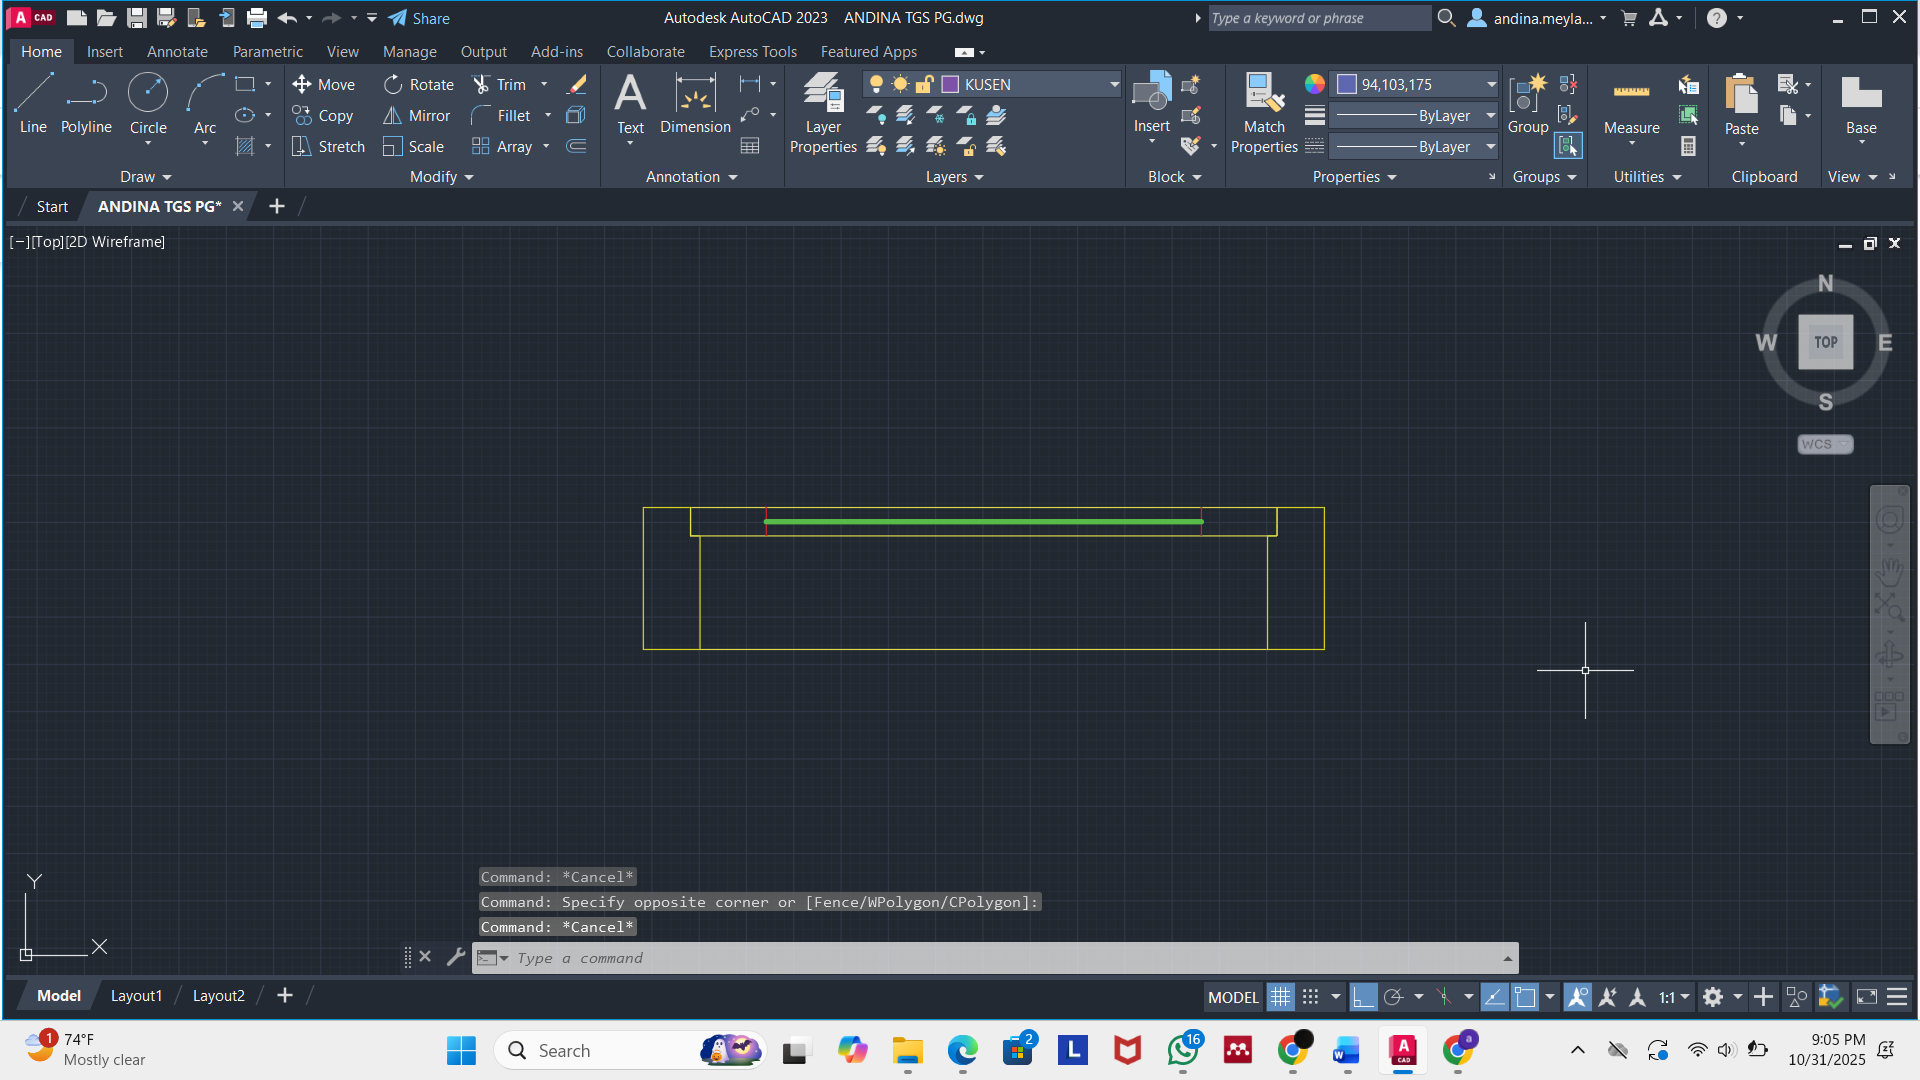 A CAD
Share
Autodesk AutoCAD 2023 ANDINA TGS PG.dwg
Type a keyword or phrase
andina.meyla...
Home Insert Annotate Parametric View Manage Output Add-ins Collaborate Express Tools Featured Apps
Line
Polyline
Circle
Arc
Draw
Move
Rotate
Trim
Copy
Mirror
Fillet
Stretch
Scale
Array
Modify
Text
Dimension
Annotation
Layer
Properties
KUSEN
Layers
Insert
Block
Match
Properties
94,103,175
ByLayer
ByLayer
Properties
Group
Groups
Measure
Utilities
Paste
Clipboard
Base
View
Start
ANDINA TGS PG*
[−][Top][2D Wireframe]
N
W
TOP
E
S
WCS
Command: *Cancel*
Command: Specify opposite corner or [Fence/WPolygon/CPolygon]:
Command: *Cancel*
Type a command
Y
X
Model
Layout1
Layout2
MODEL
1:1
1
74°F
Mostly clear
Search
2
L
16
W
A
CAD
a
9:05 PM
10/31/2025